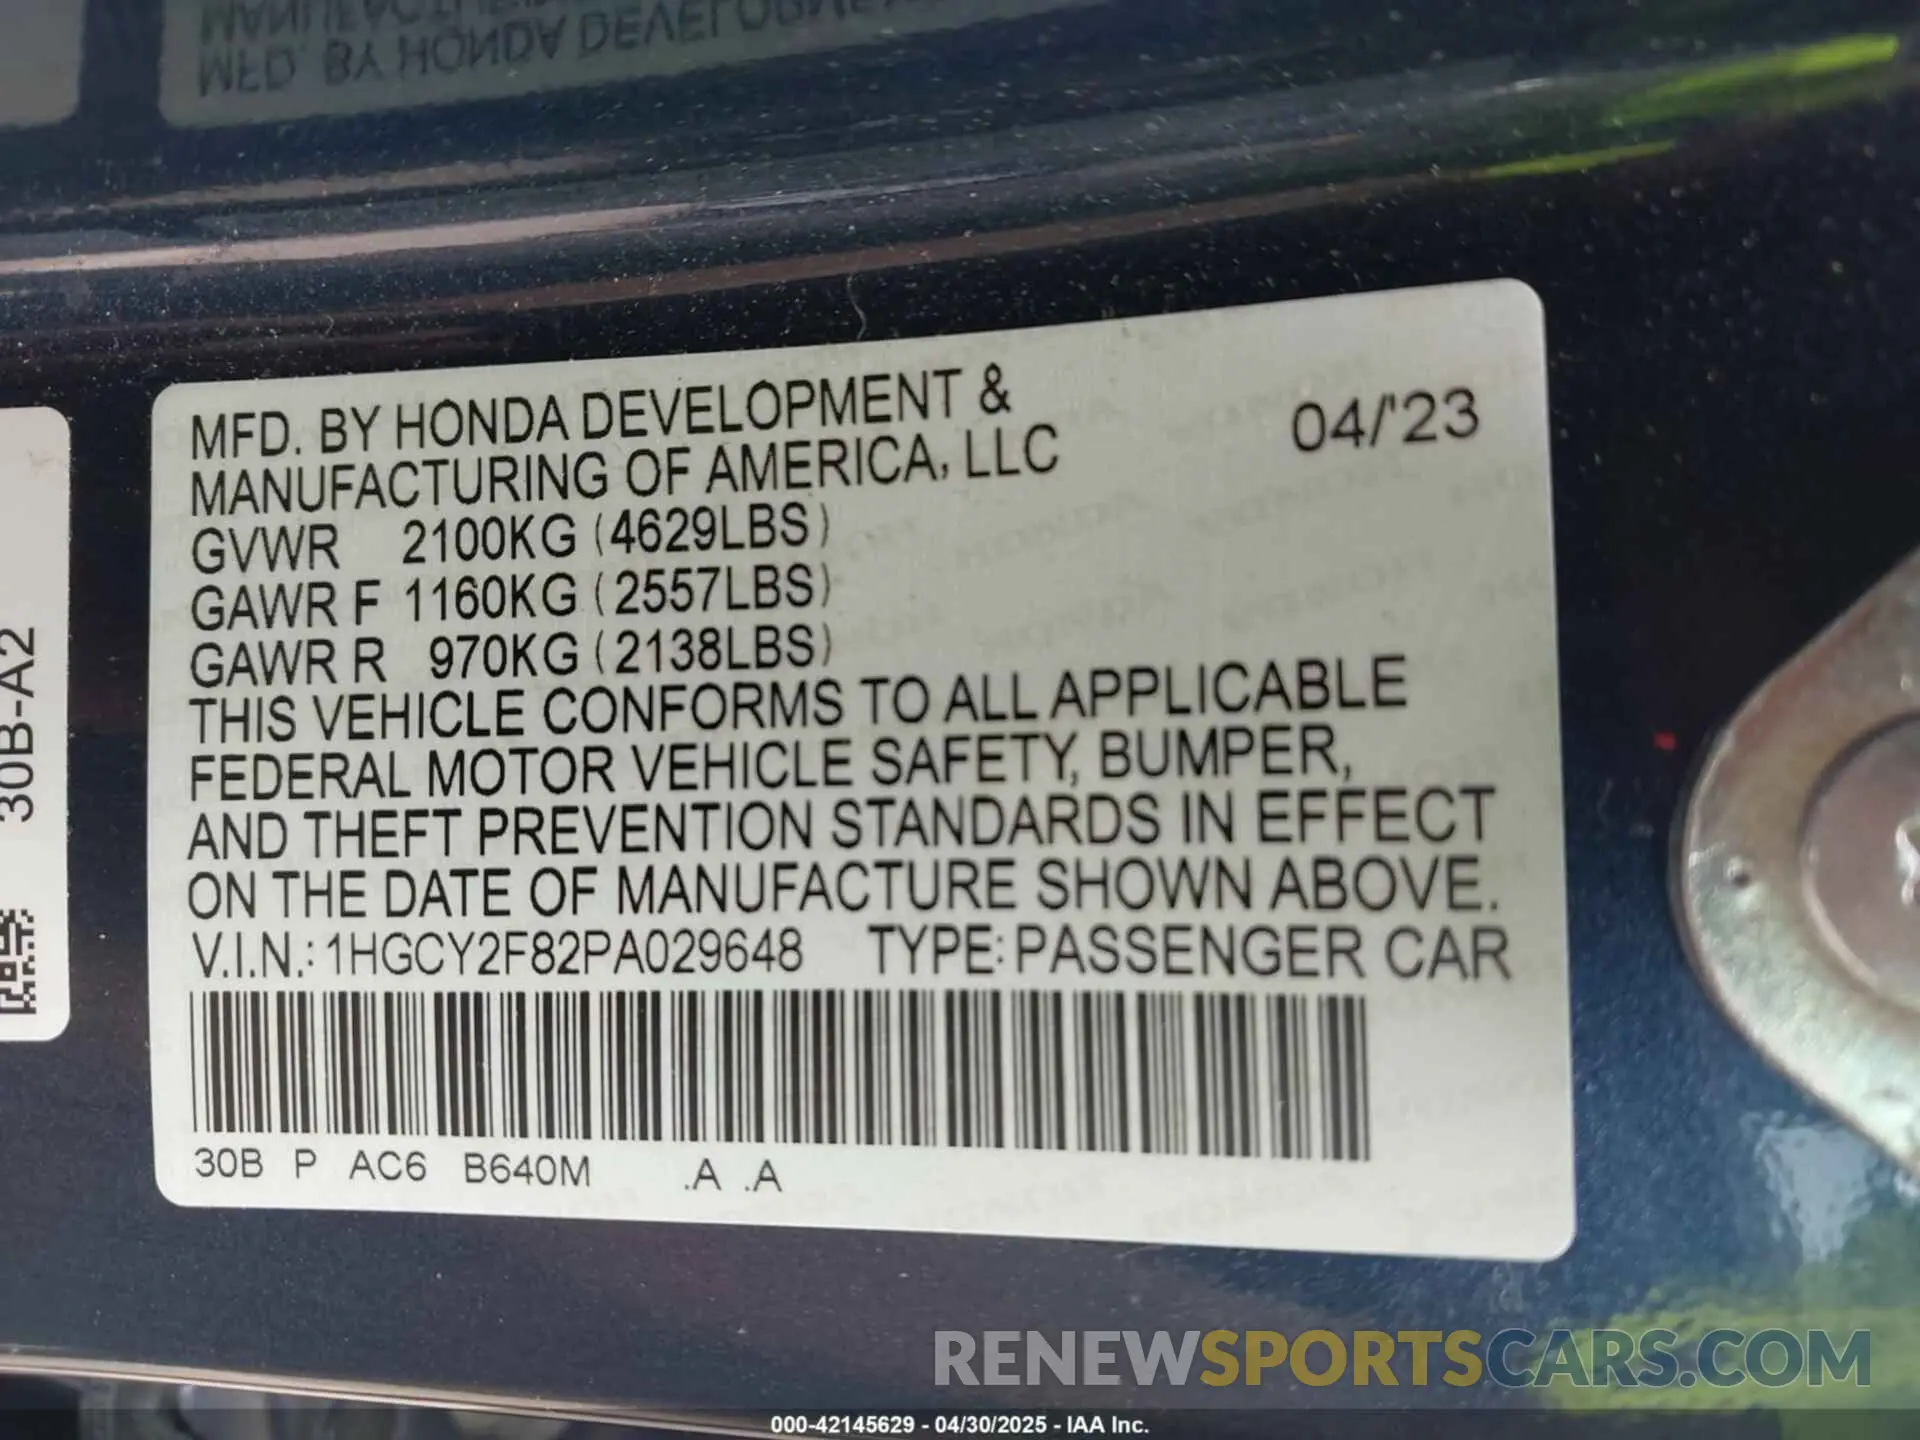 MFD. BY HONDA DEVELOPMENT &
MANUFACTURING OF AMERICA, LLC
04/'23
GVWR 2100KG (4629LBS)
GAWR F 1160KG (2557LBS)
GAWR R 970KG (2138LBS)
THIS VEHICLE CONFORMS TO ALL APPLICABLE
FEDERAL MOTOR VEHICLE SAFETY, BUMPER,
AND THEFT PREVENTION STANDARDS IN EFFECT
ON THE DATE OF MANUFACTURE SHOWN ABOVE.
V.I.N.: 1HGCY2F82PA029648 TYPE: PASSENGER CAR
30B P AC6 B640M .A .A
30B-A2
MFD. BY HONDA
RENEWSPORTSCARS.COM
000-42145629 - 04/30/2025 - IAA Inc.